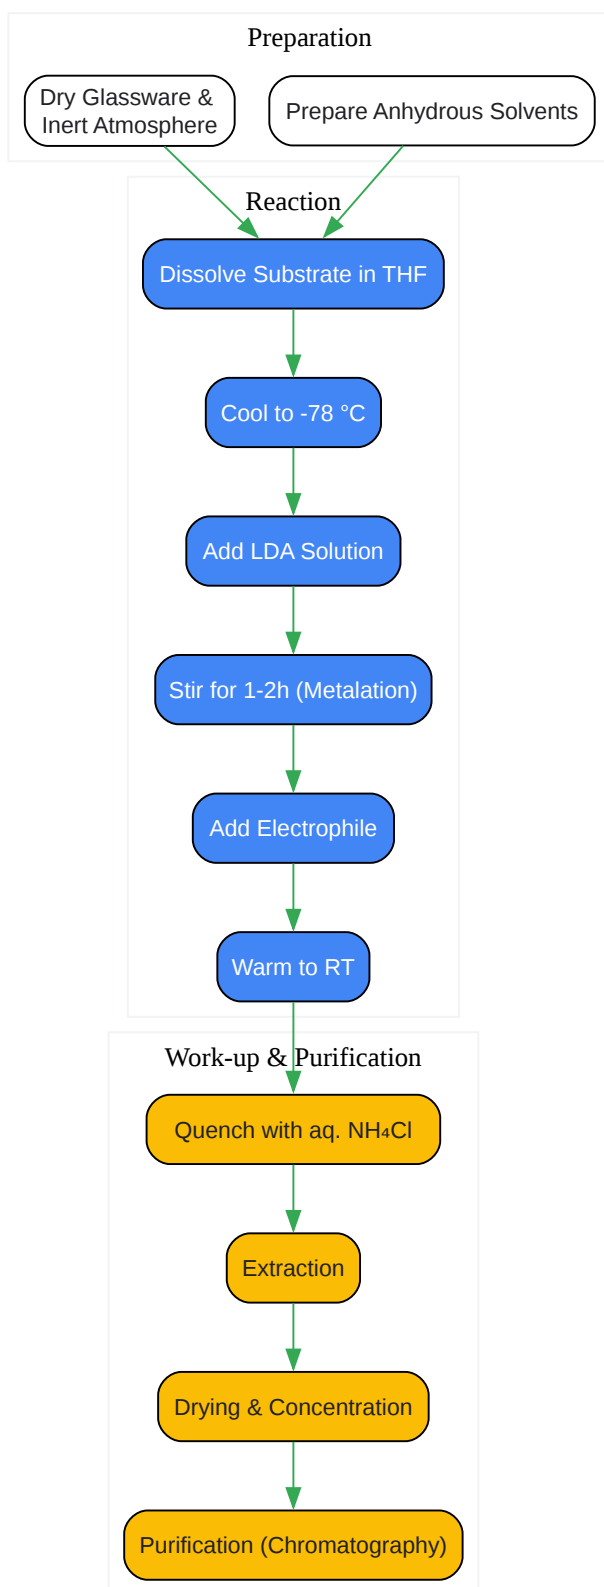 Preparation
Dry Glassware &
Inert Atmosphere
Prepare Anhydrous Solvents
Reaction
Dissolve Substrate in THF
Cool to -78 °C
Add LDA Solution
Stir for 1-2h (Metalation)
Add Electrophile
Warm to RT
Work-up & Purification
Quench with aq. NH₄Cl
Extraction
Drying & Concentration
Purification (Chromatography)